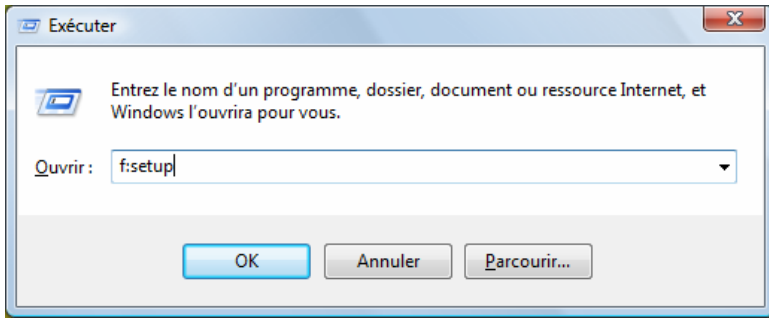 Exécuter
Entrez le nom d'un programme, dossier, document ou ressource Internet, et
Windows l'ouvrira pour vous.
Ouvrir : f:setup
OK Annuler Parcourir...